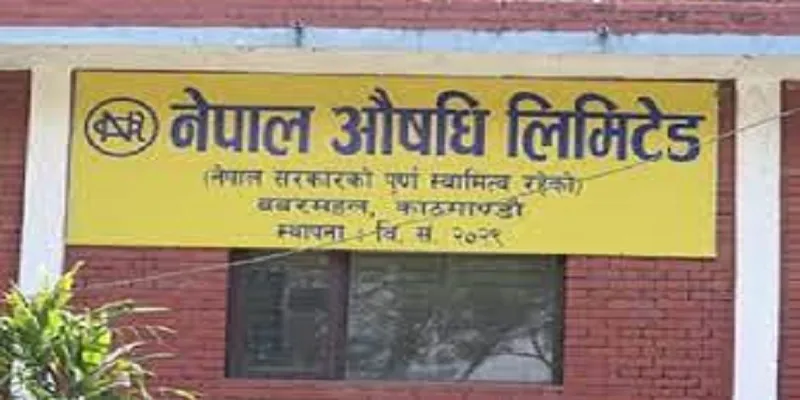 नेपाल औषधि लिमिटेड
(नेपाल सरकारको पूर्ण स्वामित्व रहेको)
बबरमहल, काठमाण्डौ
स्थापना : वि. सं. २०२९